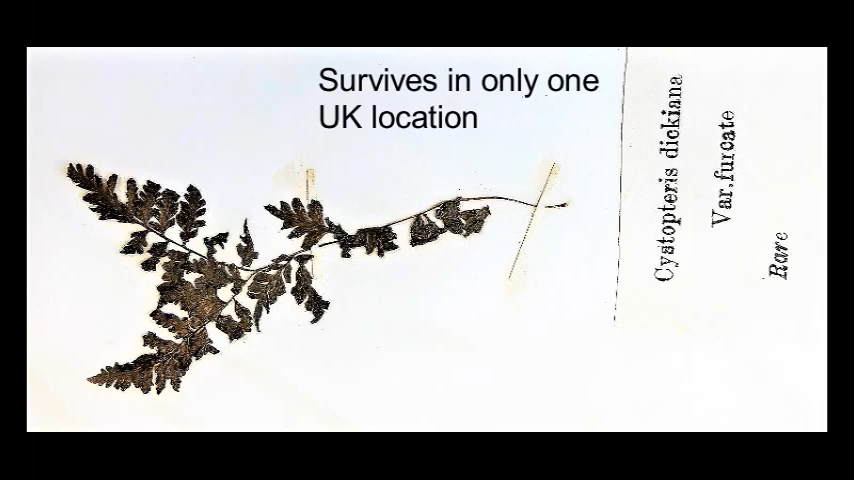 Survives in only one
UK location
Cystopteris dickiana
Var.furcate
Rare